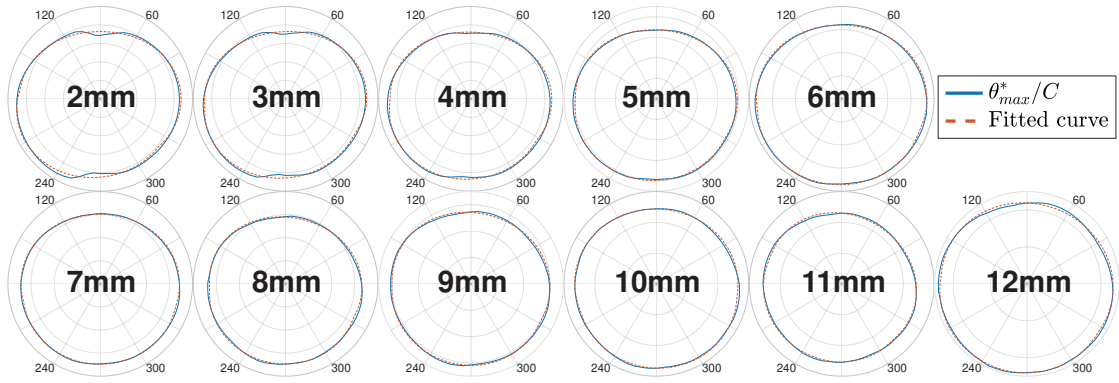 120 60 120 60 120 60 120 60 120 60
2mm 3mm 4mm 5mm 6mm
θ*max/C
Fitted curve
240 300 240 300 240 300 240 300 240 300
120 60 120 60 120 60 120 60 120 60 120 60
7mm 8mm 9mm 10mm 11mm 12mm
240 300 240 300 240 300 240 300 240 300 240 300